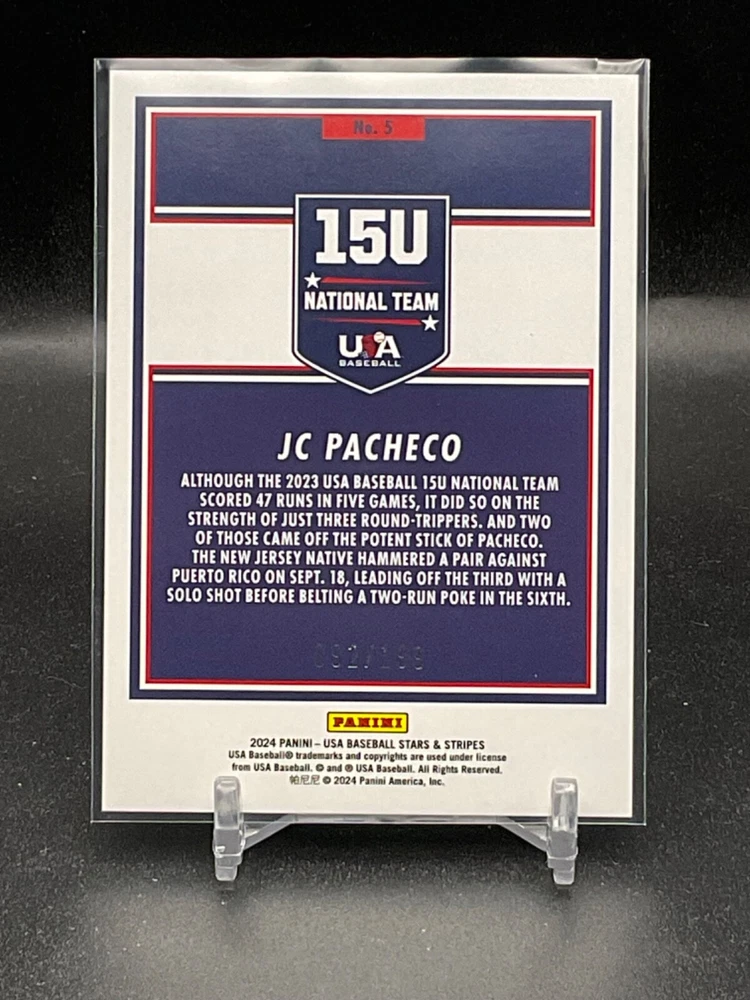 No. 5
15U
NATIONAL TEAM
USA
BASEBALL
JC PACHECO
ALTHOUGH THE 2023 USA BASEBALL 15U NATIONAL TEAM
SCORED 47 RUNS IN FIVE GAMES, IT DID SO ON THE
STRENGTH OF JUST THREE ROUND-TRIPPERS. AND TWO
OF THOSE CAME OFF THE POTENT STICK OF PACHECO.
THE NEW JERSEY NATIVE HAMMERED A PAIR AGAINST
PUERTO RICO ON SEPT. 18, LEADING OFF THE THIRD WITH A
SOLO SHOT BEFORE BELTING A TWO-RUN POKE IN THE SIXTH.
PANINI
2024 PANINI – USA BASEBALL STARS & STRIPES
USA Baseball® trademarks and copyrights are used under license
from USA Baseball. © and ® USA Baseball. All Rights Reserved.
帕尼尼 © 2024 Panini America, Inc.